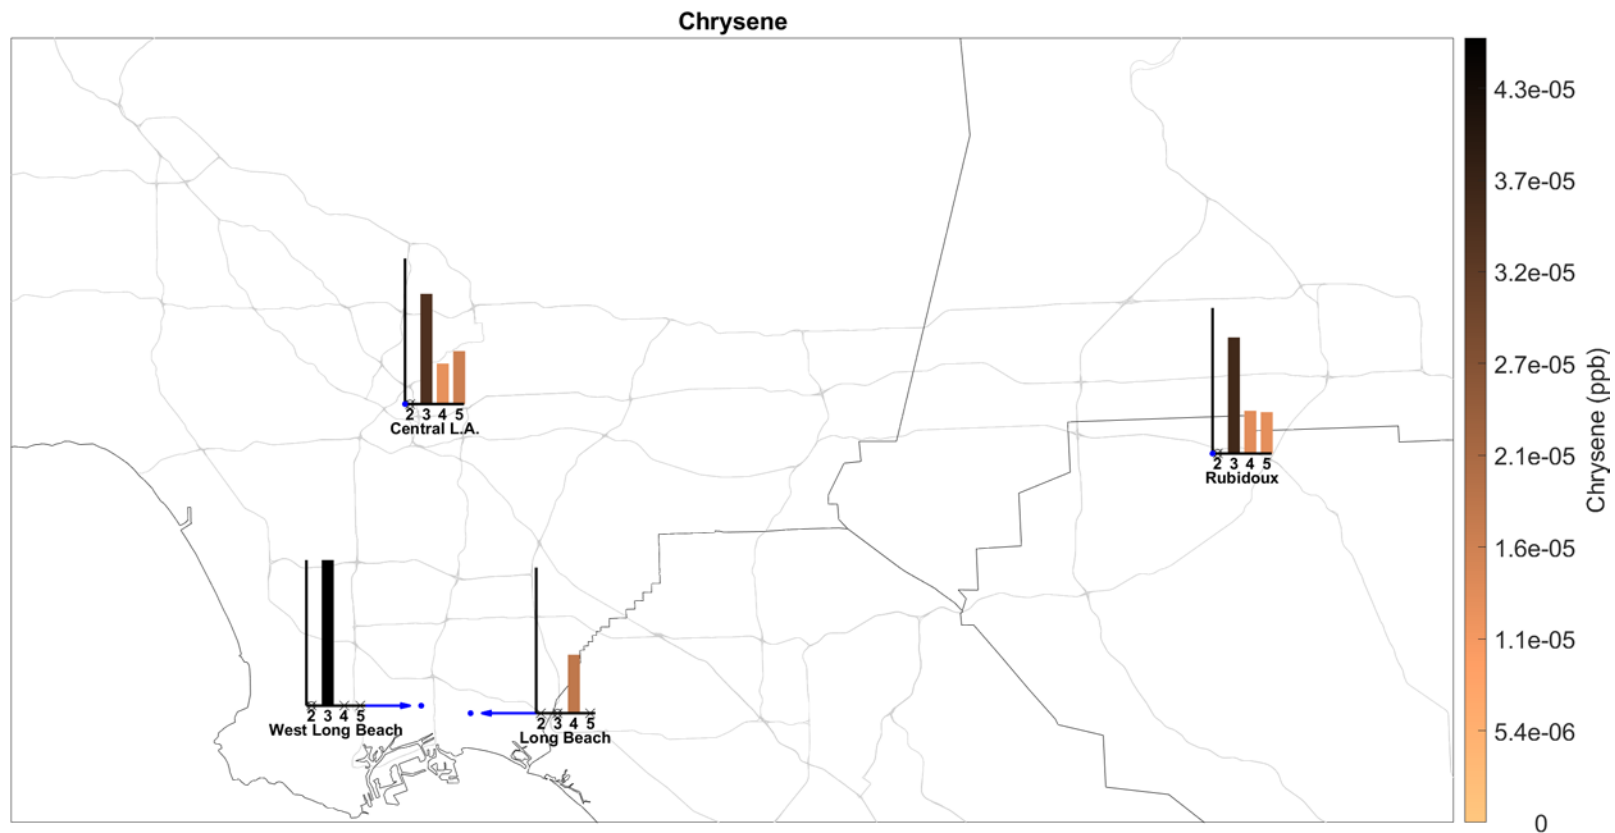 Chrysene
4.3e-05
3.7e-05
3.2e-05
2.7e-05
2.1e-05
1.6e-05
1.1e-05
5.4e-06
0
Chrysene (ppb)
2 3 4 5
Central L.A.
2 3 4 5
Rubidoux
2 3 4 5
West Long Beach
2 3 4 5
Long Beach